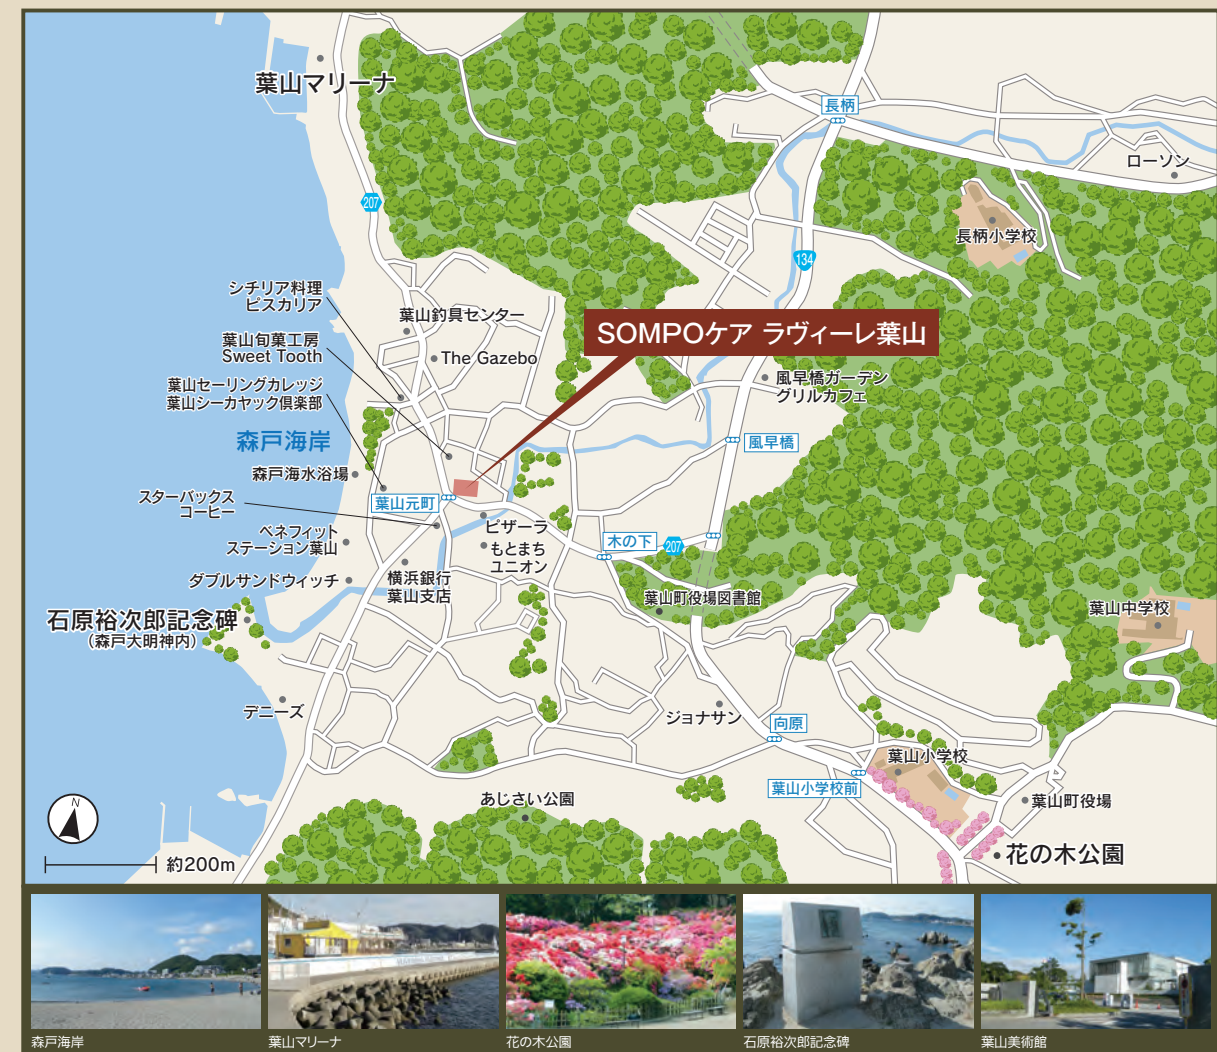 葉山マリーナ
長柄
ローソン
207
長柄小学校
134
シチリア料理
ピスカリア
葉山釣具センター
SOMPOケア ラヴィーレ葉山
葉山旬菓工房
Sweet Tooth
The Gazebo
葉山セーリングカレッジ
葉山シーカヤック倶楽部
風早橋ガーデン
グリルカフェ
森戸海岸
風早橋
森戸海水浴場
スターバックス
コーヒー
葉山元町
ピザーラ
ベネフィット
ステーション葉山
もとまち
ユニオン
木の下
207
ダブルサンドウィッチ
横浜銀行
葉山支店
葉山町役場図書館
葉山中学校
石原裕次郎記念碑
(森戸大明神内)
デニーズ
ジョナサン
向原
葉山小学校
葉山小学校前
あじさい公園
葉山町役場
花の木公園
N
約200m
森戸海岸
葉山マリーナ
花の木公園
石原裕次郎記念碑
葉山美術館